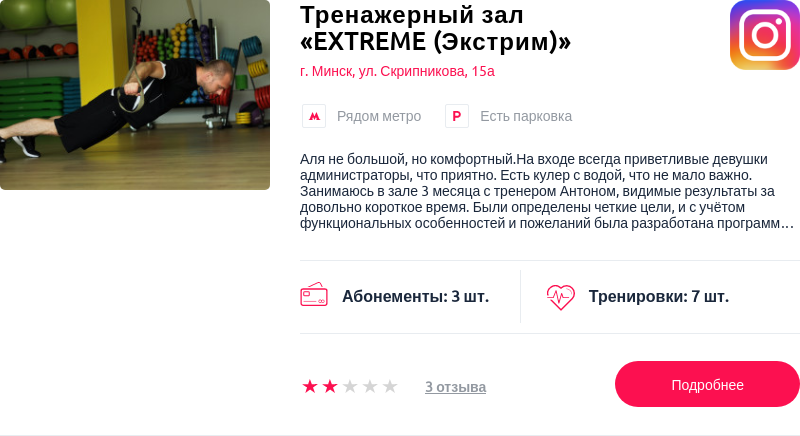 Тренажерный зал
«EXTREME (Экстрим)»
г. Минск, ул. Скрипникова, 15а
М Рядом метро P Есть парковка
Аля не большой, но комфортный.На входе всегда приветливые девушки
администраторы, что приятно. Есть кулер с водой, что не мало важно.
Занимаюсь в зале 3 месяца с тренером Антоном, видимые результаты за
довольно короткое время. Были определены четкие цели, и с учётом
функциональных особенностей и пожеланий была разработана программ...
Абонементы: 3 шт. Тренировки: 7 шт.
3 отзыва Подробнее